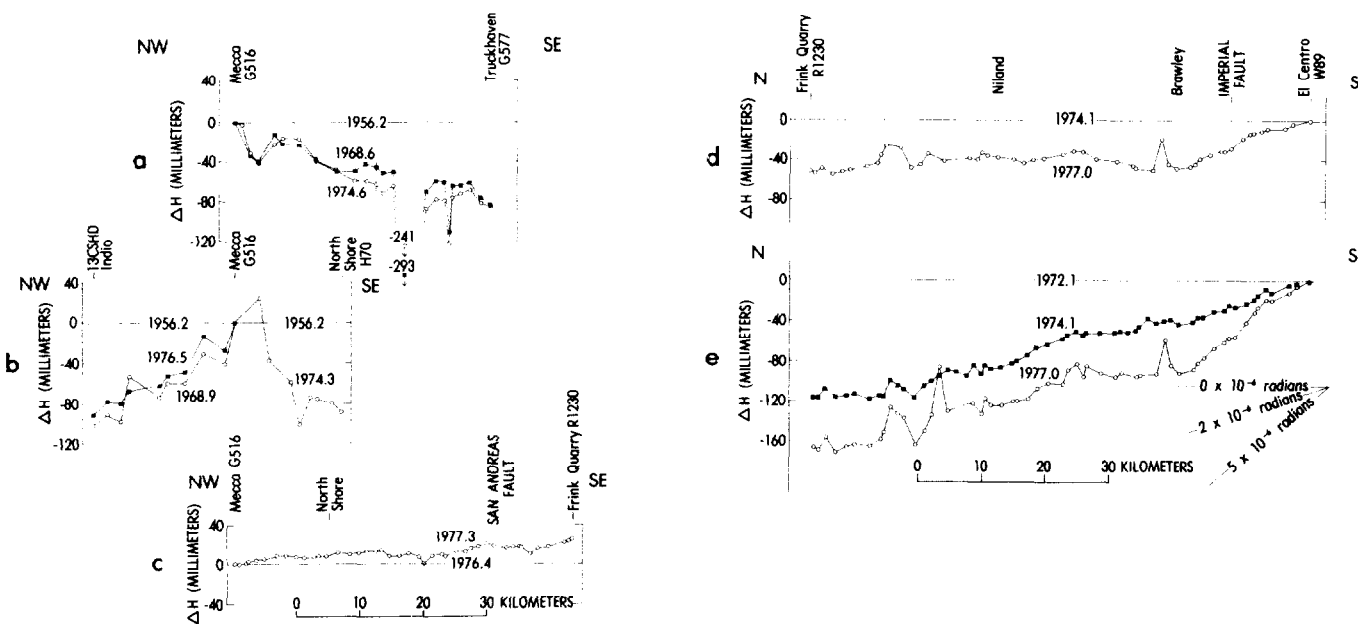 NW
Mecca
G516
Truckhaven
G577
SE
ΔH (MILLIMETERS)
40
0
-40
-80
-120
a
1956.2
1968.6
1974.6
-241
-293
13CSHD
Indio
Mecca
G516
North
Shore
H70
NW
SE
ΔH (MILLIMETERS)
40
0
-40
-80
-120
b
1956.2
1956.2
1976.5
1968.9
1974.3
NW
Mecca G516
North
Shore
SAN ANDREAS
FAULT
Frink Quarry R1230
SE
ΔH (MILLIMETERS)
40
0
-40
c
1977.3
1976.4
0 10 20 30 KILOMETERS
N
Frink Quarry
R1230
Niland
Brawley
IMPERIAL
FAULT
El Centro
W89
S
ΔH (MILLIMETERS)
0
-40
-80
d
1974.1
1977.0
N
S
ΔH (MILLIMETERS)
0
-40
-80
-120
-160
e
1972.1
1974.1
1977.0
0 x 10⁻⁶ radians
-2 x 10⁻⁶ radians
-5 x 10⁻⁶ radians
0 10 20 30 KILOMETERS